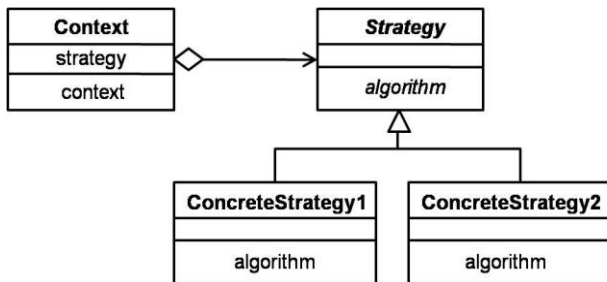 Context
strategy
context
Strategy
algorithm
ConcreteStrategy1
algorithm
ConcreteStrategy2
algorithm